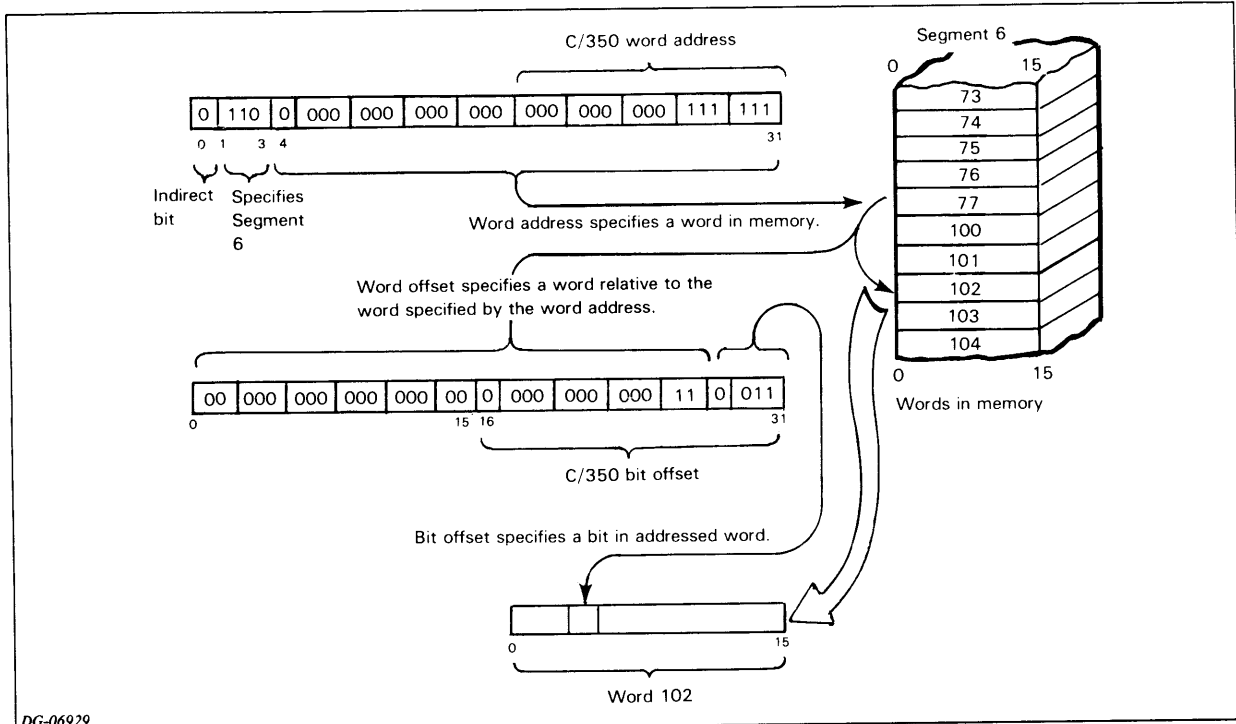 C/350 word address
Segment 6
0 15
0 110 0 000 000 000 000 000 000 000 111 111
0 1 3 4 31
Indirect
bit
Specifies
Segment
6
Word address specifies a word in memory.
73
74
75
76
77
100
101
102
103
104
0 15
Words in memory
Word offset specifies a word relative to the
word specified by the word address.
00 000 000 000 000 00 0 000 000 000 11 0 011
0 15 16 31
C/350 bit offset
Bit offset specifies a bit in addressed word.
0 15
Word 102
DG-06929